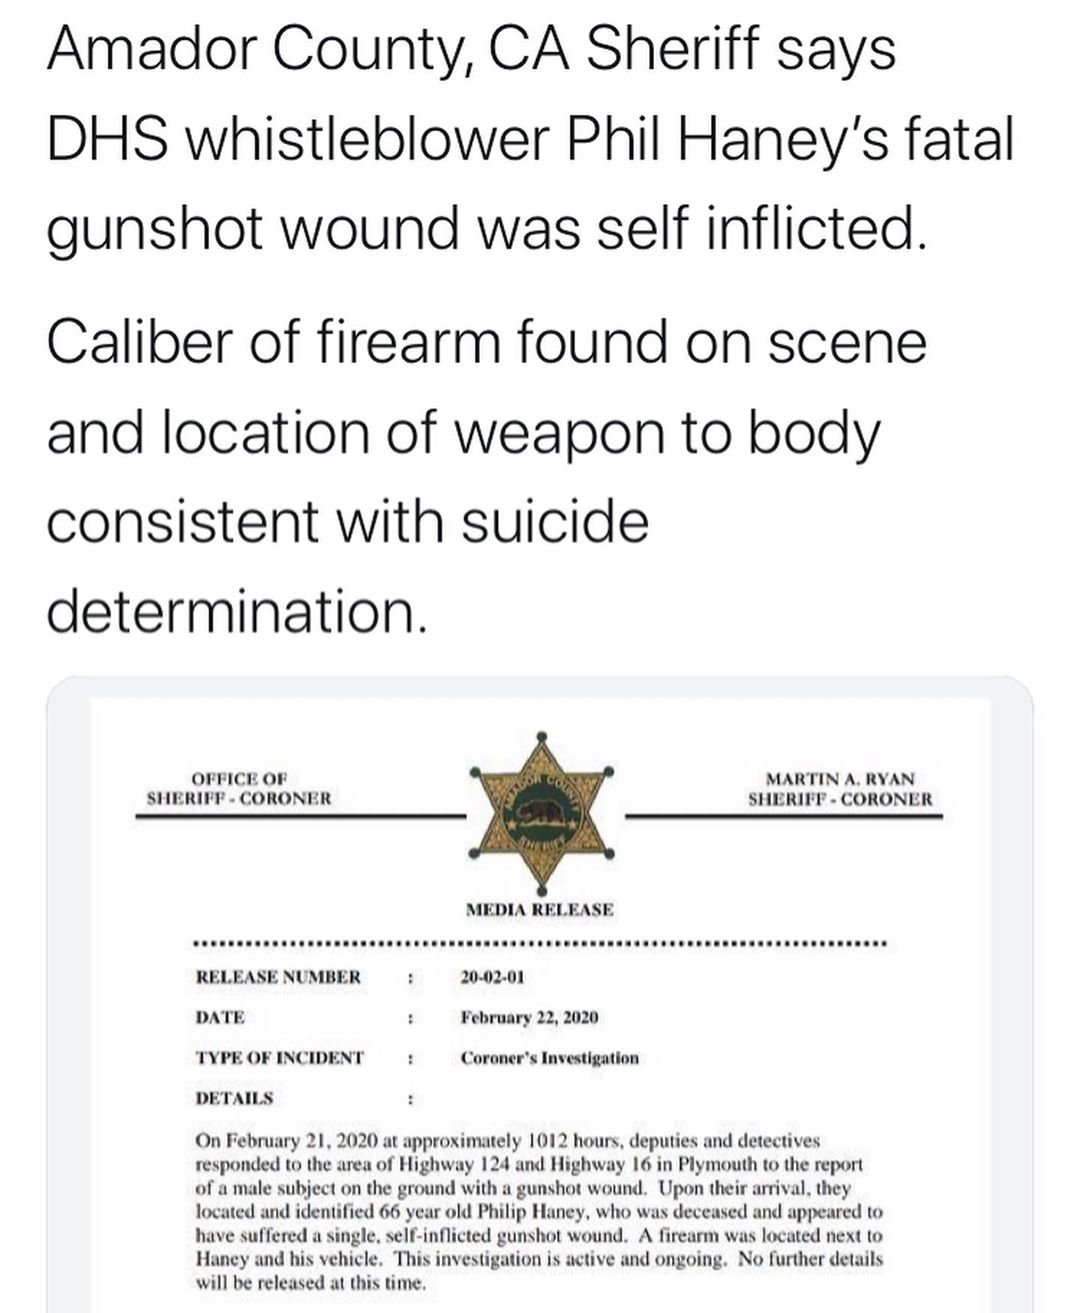 Amador County, CA Sheriff says
DHS whistleblower Phil Haney’s fatal
gunshot wound was self inflicted.
Caliber of firearm found on scene
and location of weapon to body
consistent with suicide
determination.
OFFICE OF
SHERIFF - CORONER
AMADOR COUNTY
SHERIFF
MARTIN A. RYAN
SHERIFF - CORONER
MEDIA RELEASE
RELEASE NUMBER : 20-02-01
DATE : February 22, 2020
TYPE OF INCIDENT : Coroner's Investigation
DETAILS :
On February 21, 2020 at approximately 1012 hours, deputies and detectives
responded to the area of Highway 124 and Highway 16 in Plymouth to the report
of a male subject on the ground with a gunshot wound. Upon their arrival, they
located and identified 66 year old Philip Haney, who was deceased and appeared to
have suffered a single, self-inflicted gunshot wound. A firearm was located next to
Haney and his vehicle. This investigation is active and ongoing. No further details
will be released at this time.